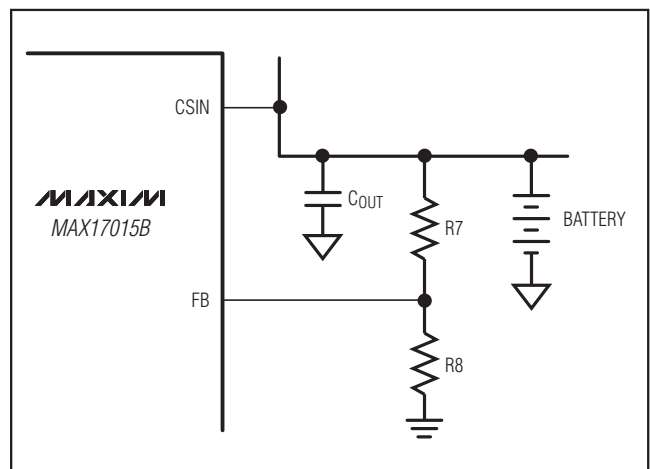 CSIN
MAXIM
MAX17015B
COUT
R7
BATTERY
FB
R8